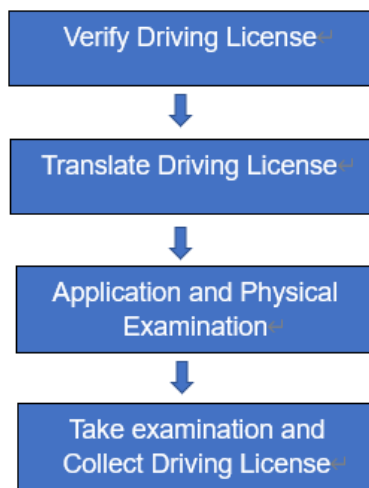 Verify Driving License
Translate Driving License
Application and Physical
Examination
Take examination and
Collect Driving License